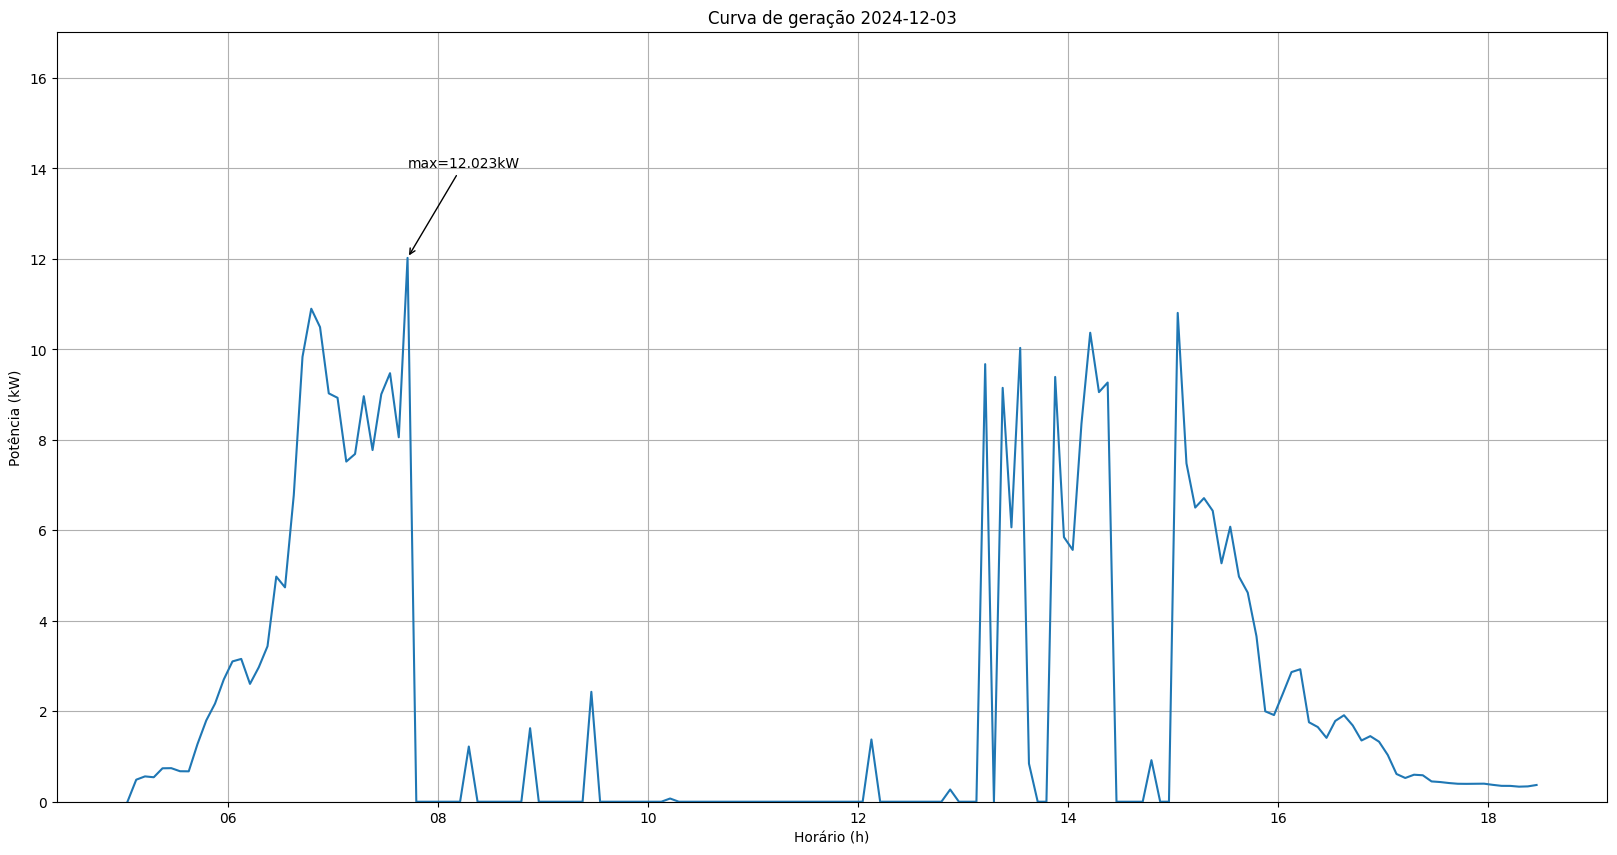 Curva de geração 2024-12-03
16
14
12
10
8
6
4
2
0
Potência (kW)
max=12.023kW
06 08 10 12 14 16 18
Horário (h)